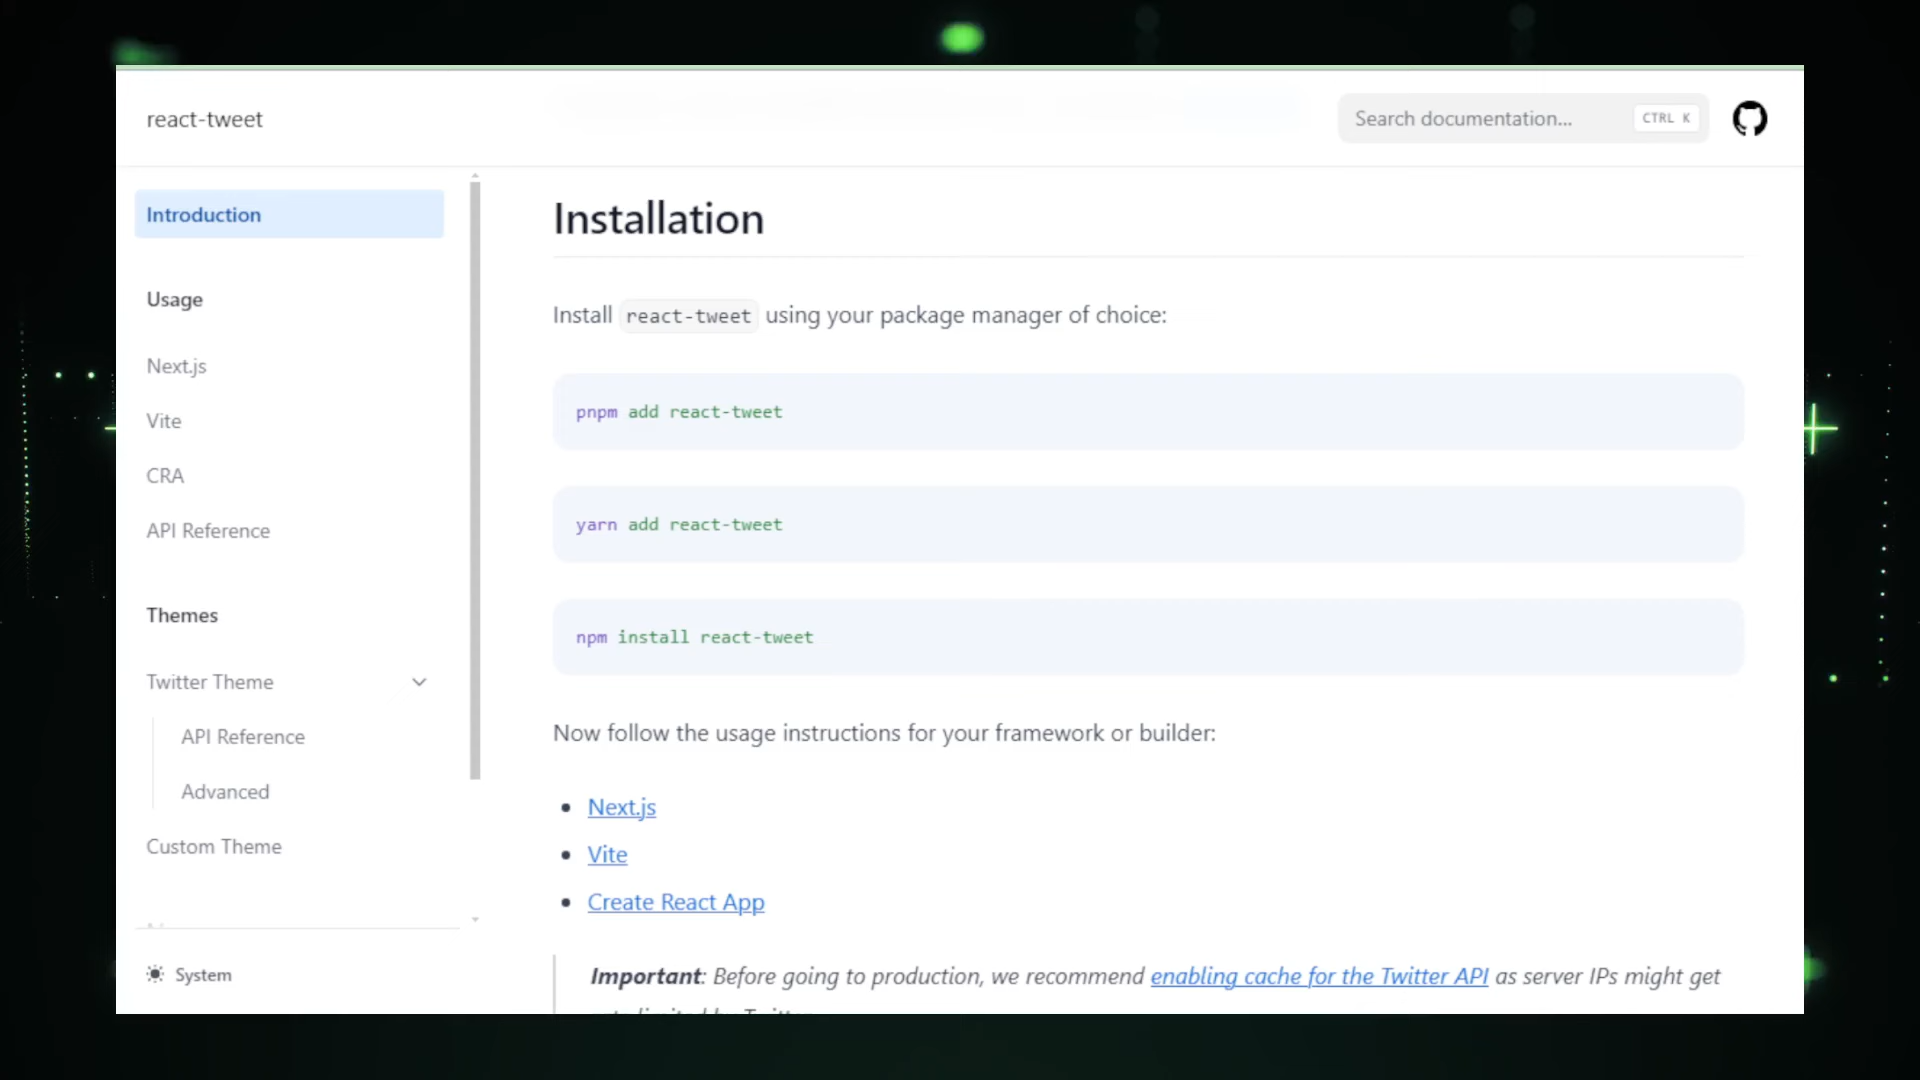 react-tweet
Search documentation...
CTRL K
Introduction
Usage
Next.js
Vite
CRA
API Reference
Themes
Twitter Theme
API Reference
Advanced
Custom Theme
System
Installation
Install react-tweet using your package manager of choice:
pnpm add react-tweet
yarn add react-tweet
npm install react-tweet
Now follow the usage instructions for your framework or builder:
Next.js
Vite
Create React App
Important: Before going to production, we recommend enabling cache for the Twitter API as server IPs might get